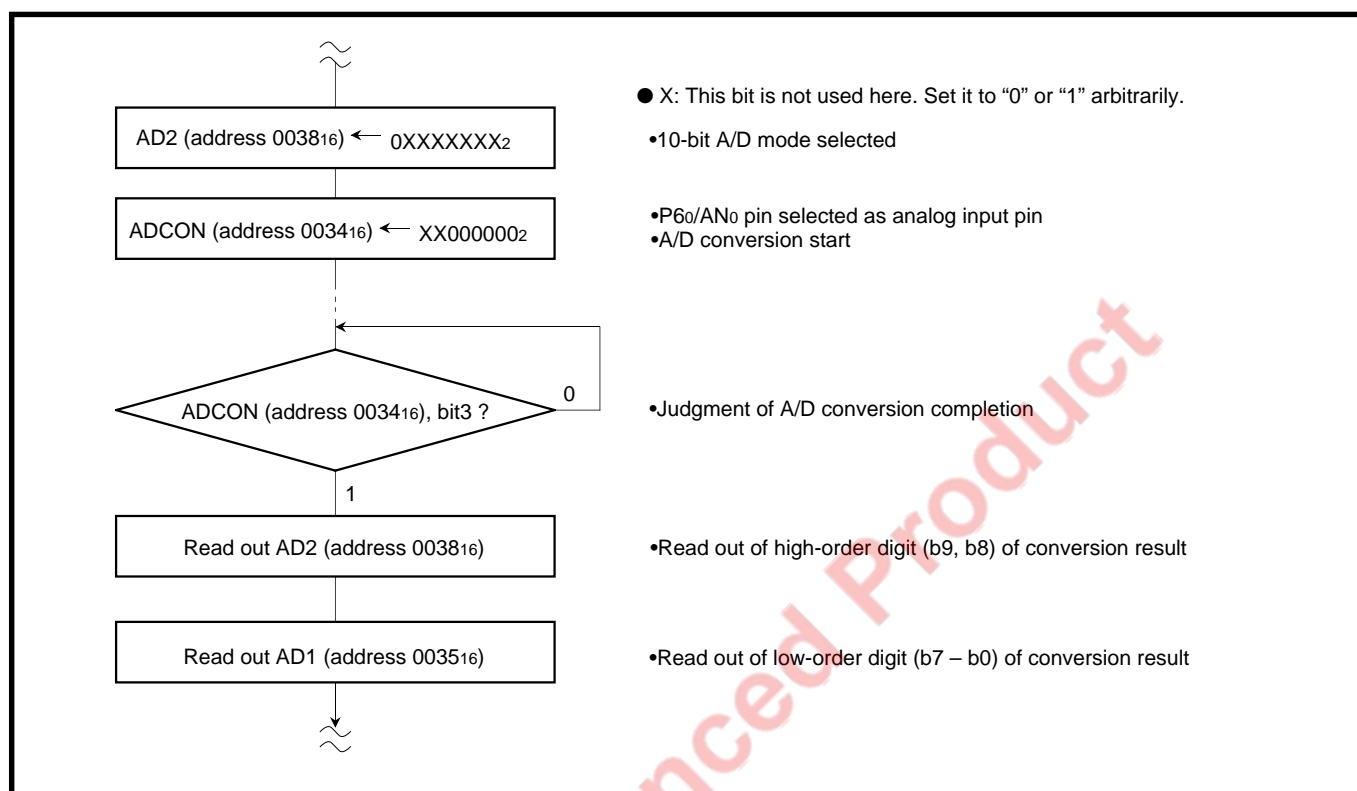 ● X: This bit is not used here. Set it to “0” or “1” arbitrarily.
AD2 (address 003816) ← 0XXXXXXX2
•10-bit A/D mode selected
ADCON (address 003416) ← XX0000002
•P60/AN0 pin selected as analog input pin
•A/D conversion start
0
ADCON (address 003416), bit3 ?
•Judgment of A/D conversion completion
1
Read out AD2 (address 003816)
•Read out of high-order digit (b9, b8) of conversion result
Read out AD1 (address 003516)
•Read out of low-order digit (b7 – b0) of conversion result
Product